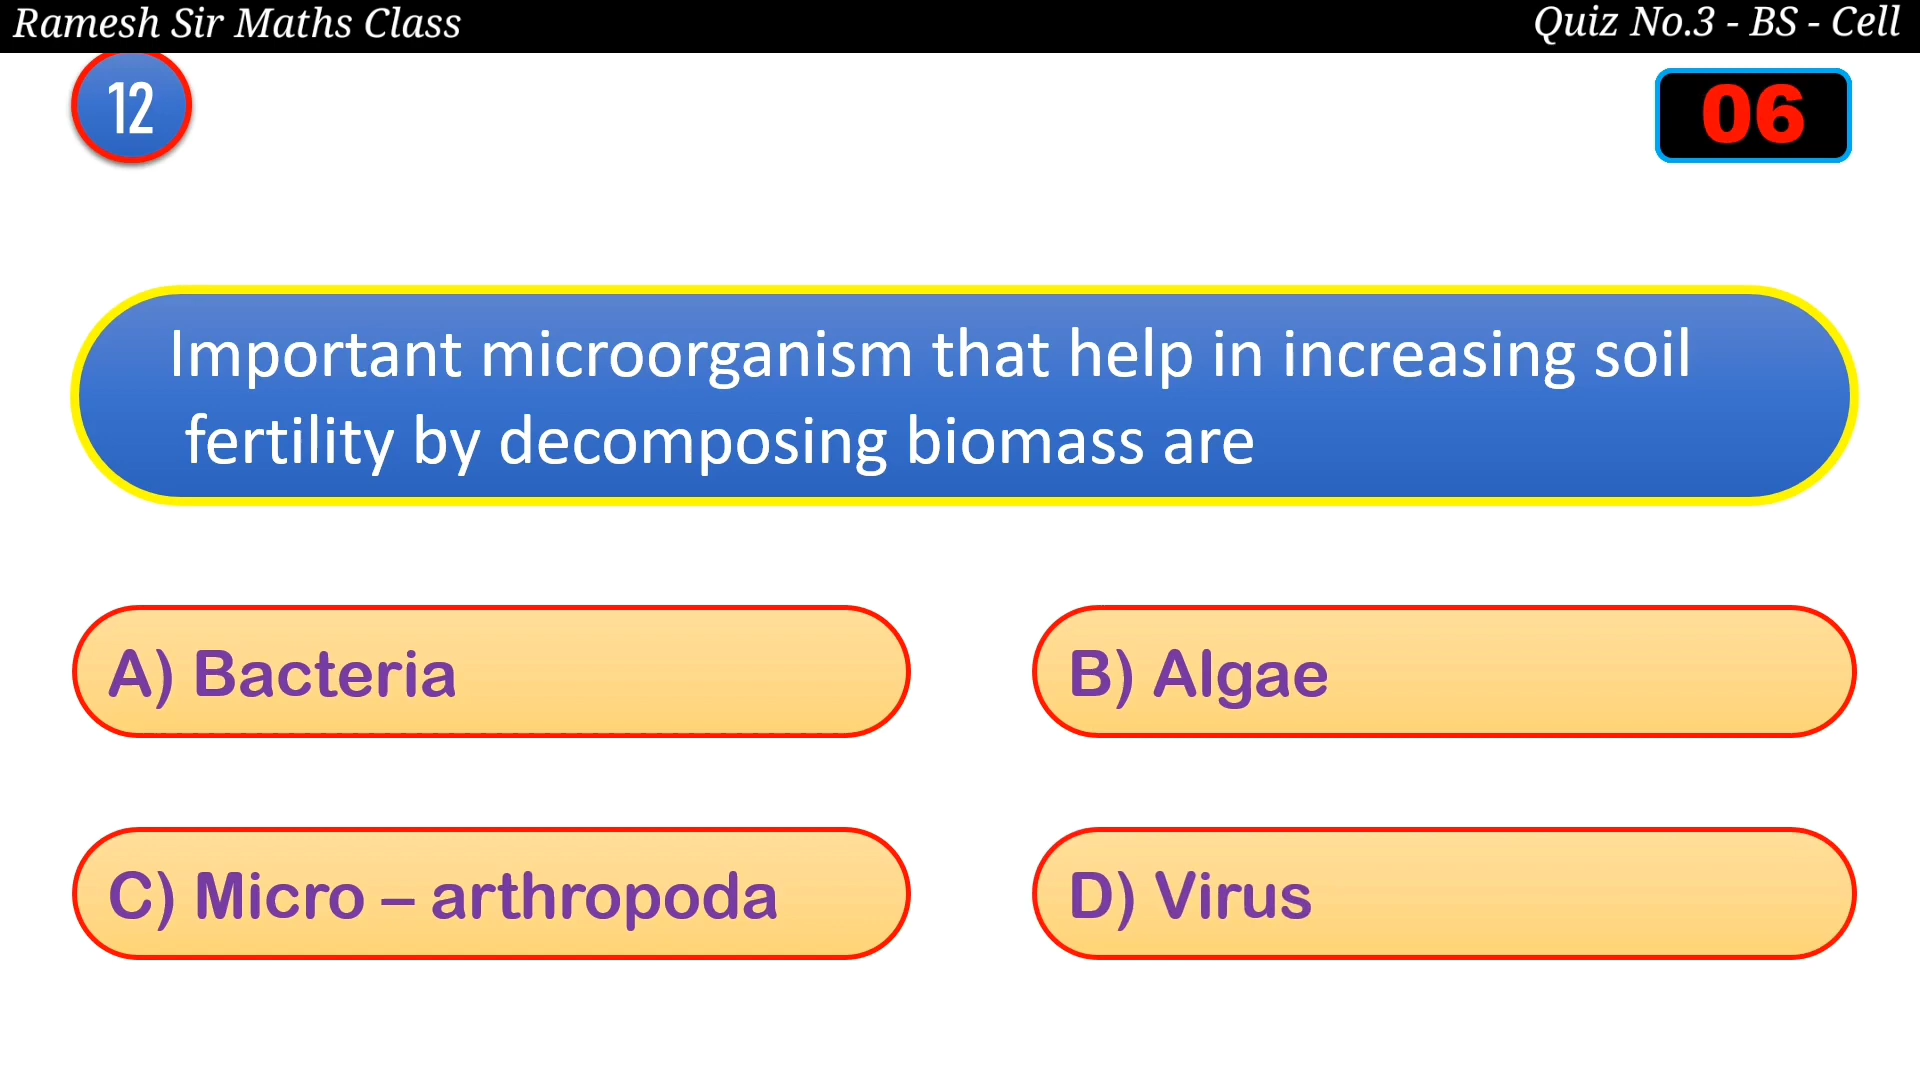 Ramesh Sir Maths Class
Quiz No.3 - BS - Cell
12
06
Important microorganism that help in increasing soil
fertility by decomposing biomass are
A) Bacteria
B) Algae
C) Micro – arthropoda
D) Virus